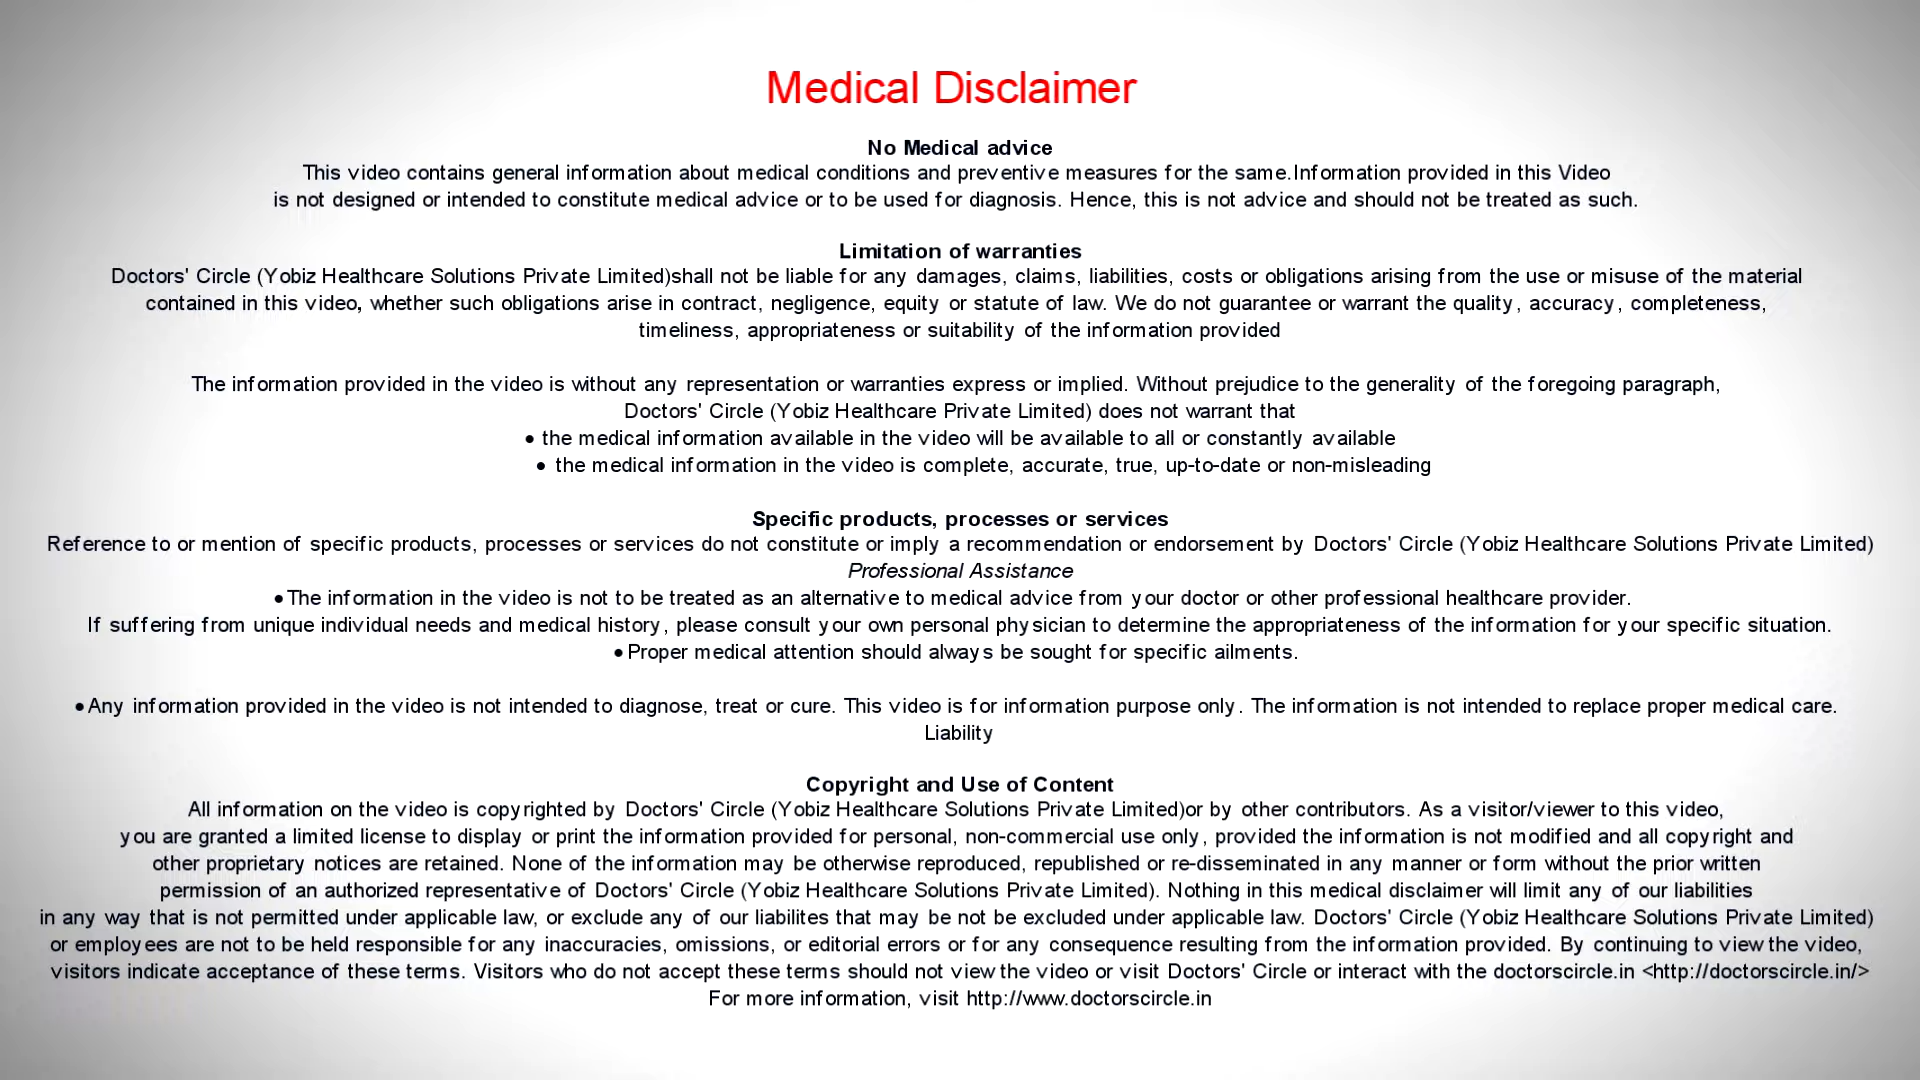 Medical Disclaimer
No Medical advice
This video contains general information about medical conditions and preventive measures for the same.Information provided in this Video
is not designed or intended to constitute medical advice or to be used for diagnosis. Hence, this is not advice and should not be treated as such.
Limitation of warranties
Doctors' Circle (Yobiz Healthcare Solutions Private Limited)shall not be liable for any damages, claims, liabilities, costs or obligations arising from the use or misuse of the material
contained in this video, whether such obligations arise in contract, negligence, equity or statute of law. We do not guarantee or warrant the quality, accuracy, completeness,
timeliness, appropriateness or suitability of the information provided
The information provided in the video is without any representation or warranties express or implied. Without prejudice to the generality of the foregoing paragraph,
Doctors' Circle (Yobiz Healthcare Private Limited) does not warrant that
• the medical information available in the video will be available to all or constantly available
• the medical information in the video is complete, accurate, true, up-to-date or non-misleading
Specific products, processes or services
Reference to or mention of specific products, processes or services do not constitute or imply a recommendation or endorsement by Doctors' Circle (Yobiz Healthcare Solutions Private Limited)
Professional Assistance
•The information in the video is not to be treated as an alternative to medical advice from your doctor or other professional healthcare provider.
If suffering from unique individual needs and medical history, please consult your own personal physician to determine the appropriateness of the information for your specific situation.
•Proper medical attention should always be sought for specific ailments.
•Any information provided in the video is not intended to diagnose, treat or cure. This video is for information purpose only. The information is not intended to replace proper medical care.
Liability
Copyright and Use of Content
All information on the video is copyrighted by Doctors' Circle (Yobiz Healthcare Solutions Private Limited)or by other contributors. As a visitor/viewer to this video,
you are granted a limited license to display or print the information provided for personal, non-commercial use only, provided the information is not modified and all copyright and
other proprietary notices are retained. None of the information may be otherwise reproduced, republished or re-disseminated in any manner or form without the prior written
permission of an authorized representative of Doctors' Circle (Yobiz Healthcare Solutions Private Limited). Nothing in this medical disclaimer will limit any of our liabilities
in any way that is not permitted under applicable law, or exclude any of our liabilites that may be not be excluded under applicable law. Doctors' Circle (Yobiz Healthcare Solutions Private Limited)
or employees are not to be held responsible for any inaccuracies, omissions, or editorial errors or for any consequence resulting from the information provided. By continuing to view the video,
visitors indicate acceptance of these terms. Visitors who do not accept these terms should not view the video or visit Doctors' Circle or interact with the doctorscircle.in <http://doctorscircle.in/>
For more information, visit http://www.doctorscircle.in